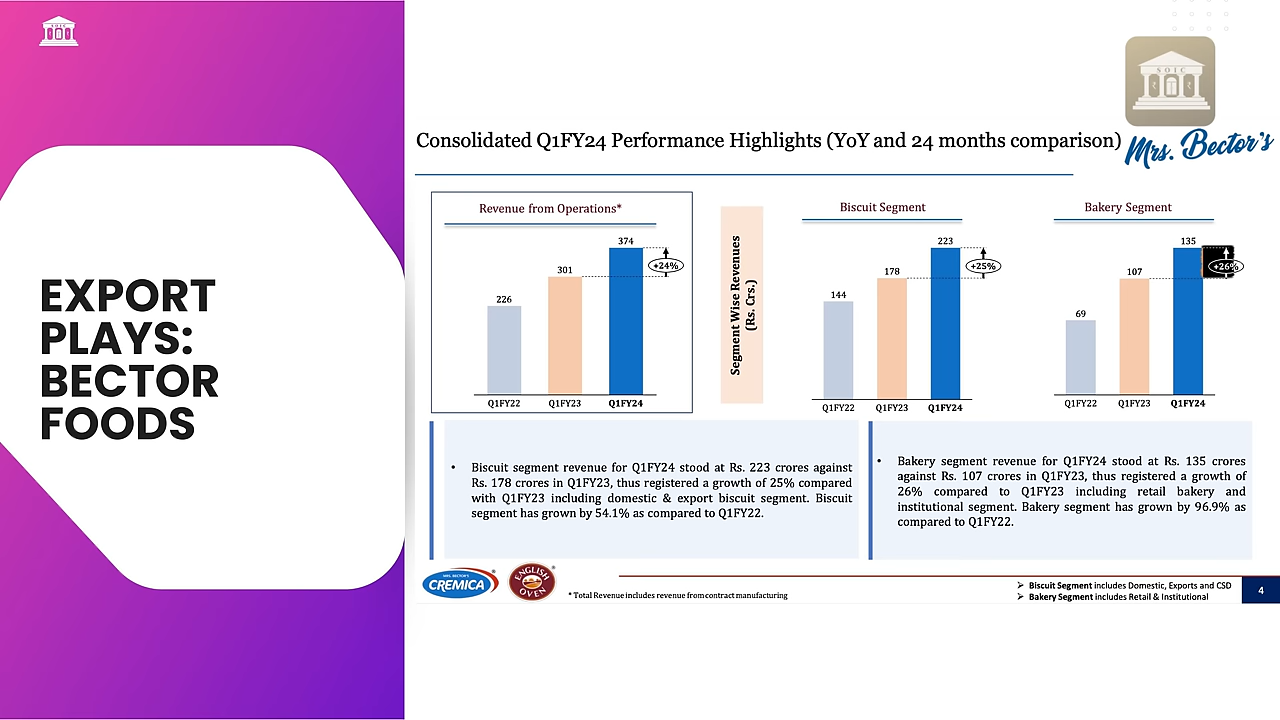 SOIC
EXPORT
PLAYS:
BECTOR
FOODS
SOIC
Mrs. Bector's
Consolidated Q1FY24 Performance Highlights (YoY and 24 months comparison)
Revenue from Operations*
226
301
374
+24%
Q1FY22
Q1FY23
Q1FY24
Segment Wise Revenues
(Rs. Crs.)
Biscuit Segment
144
178
223
+25%
Q1FY22
Q1FY23
Q1FY24
Bakery Segment
69
107
135
+26%
Q1FY22
Q1FY23
Q1FY24
• Biscuit segment revenue for Q1FY24 stood at Rs. 223 crores against
Rs. 178 crores in Q1FY23, thus registered a growth of 25% compared
with Q1FY23 including domestic & export biscuit segment. Biscuit
segment has grown by 54.1% as compared to Q1FY22.
• Bakery segment revenue for Q1FY24 stood at Rs. 135 crores
against Rs. 107 crores in Q1FY23, thus registered a growth of
26% compared to Q1FY23 including retail bakery and
institutional segment. Bakery segment has grown by 96.9% as
compared to Q1FY22.
MRS. BECTOR'S
CREMICA®
ENGLISH
OVEN®
* Total Revenue includes revenue from contract manufacturing
➢ Biscuit Segment includes Domestic, Exports and CSD
➢ Bakery Segment includes Retail & Institutional
4